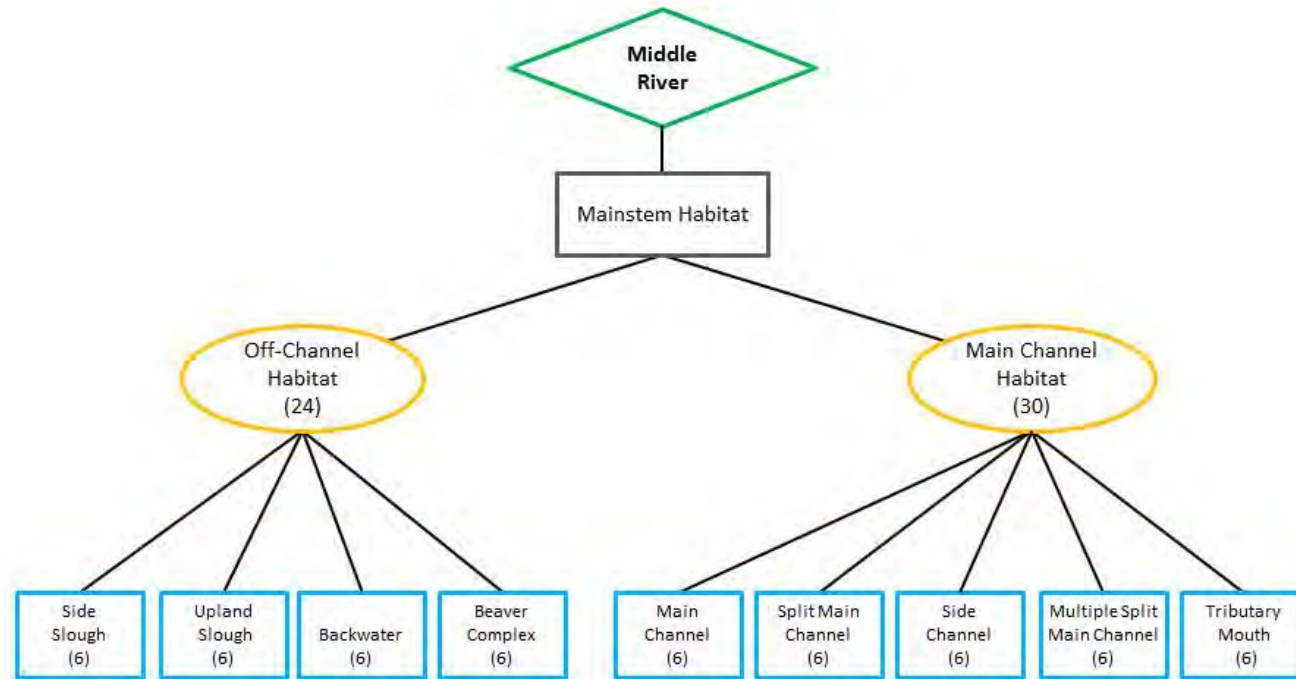 Middle
River
Mainstem Habitat
Off-Channel
Habitat
(24)
Main Channel
Habitat
(30)
Side
Slough
(6)
Upland
Slough
(6)
Backwater
(6)
Beaver
Complex
(6)
Main
Channel
(6)
Split Main
Channel
(6)
Side
Channel
(6)
Multiple Split
Main Channel
(6)
Tributary
Mouth
(6)